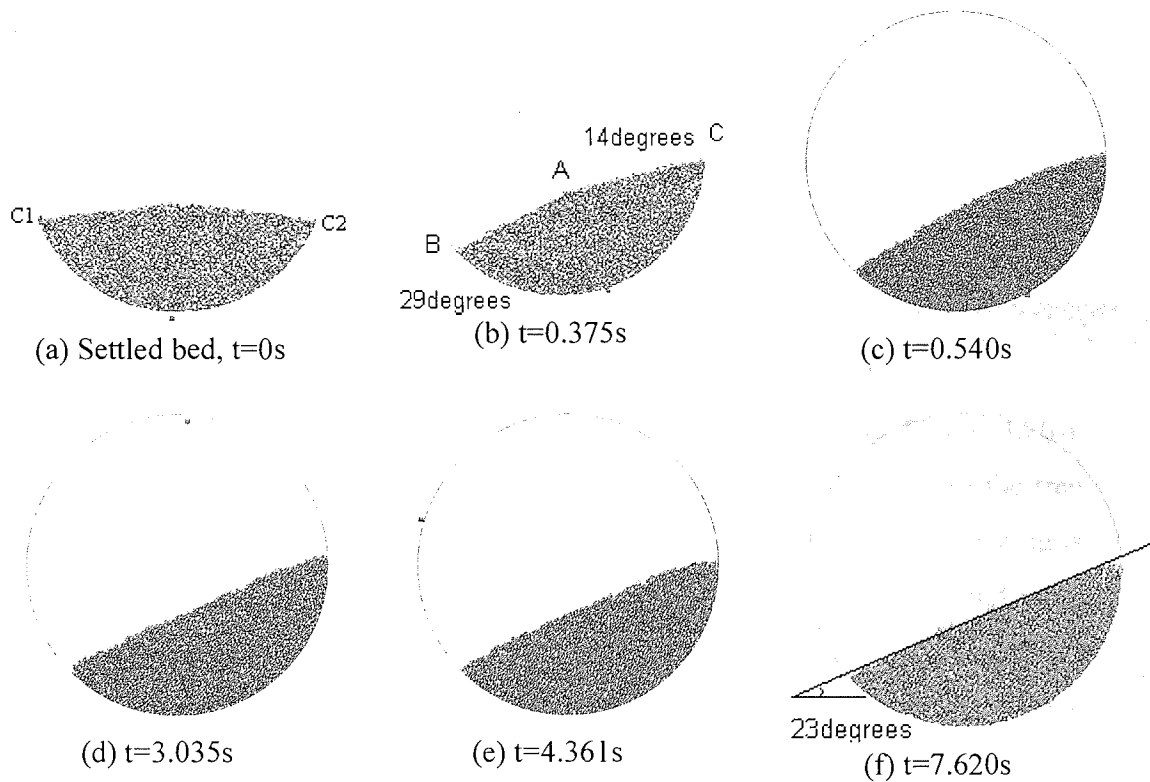 C1
C2
(a) Settled bed, t=0s
14degrees
C
A
B
29degrees
(b) t=0.375s
(c) t=0.540s
(d) t=3.035s
(e) t=4.361s
23degrees
(f) t=7.620s